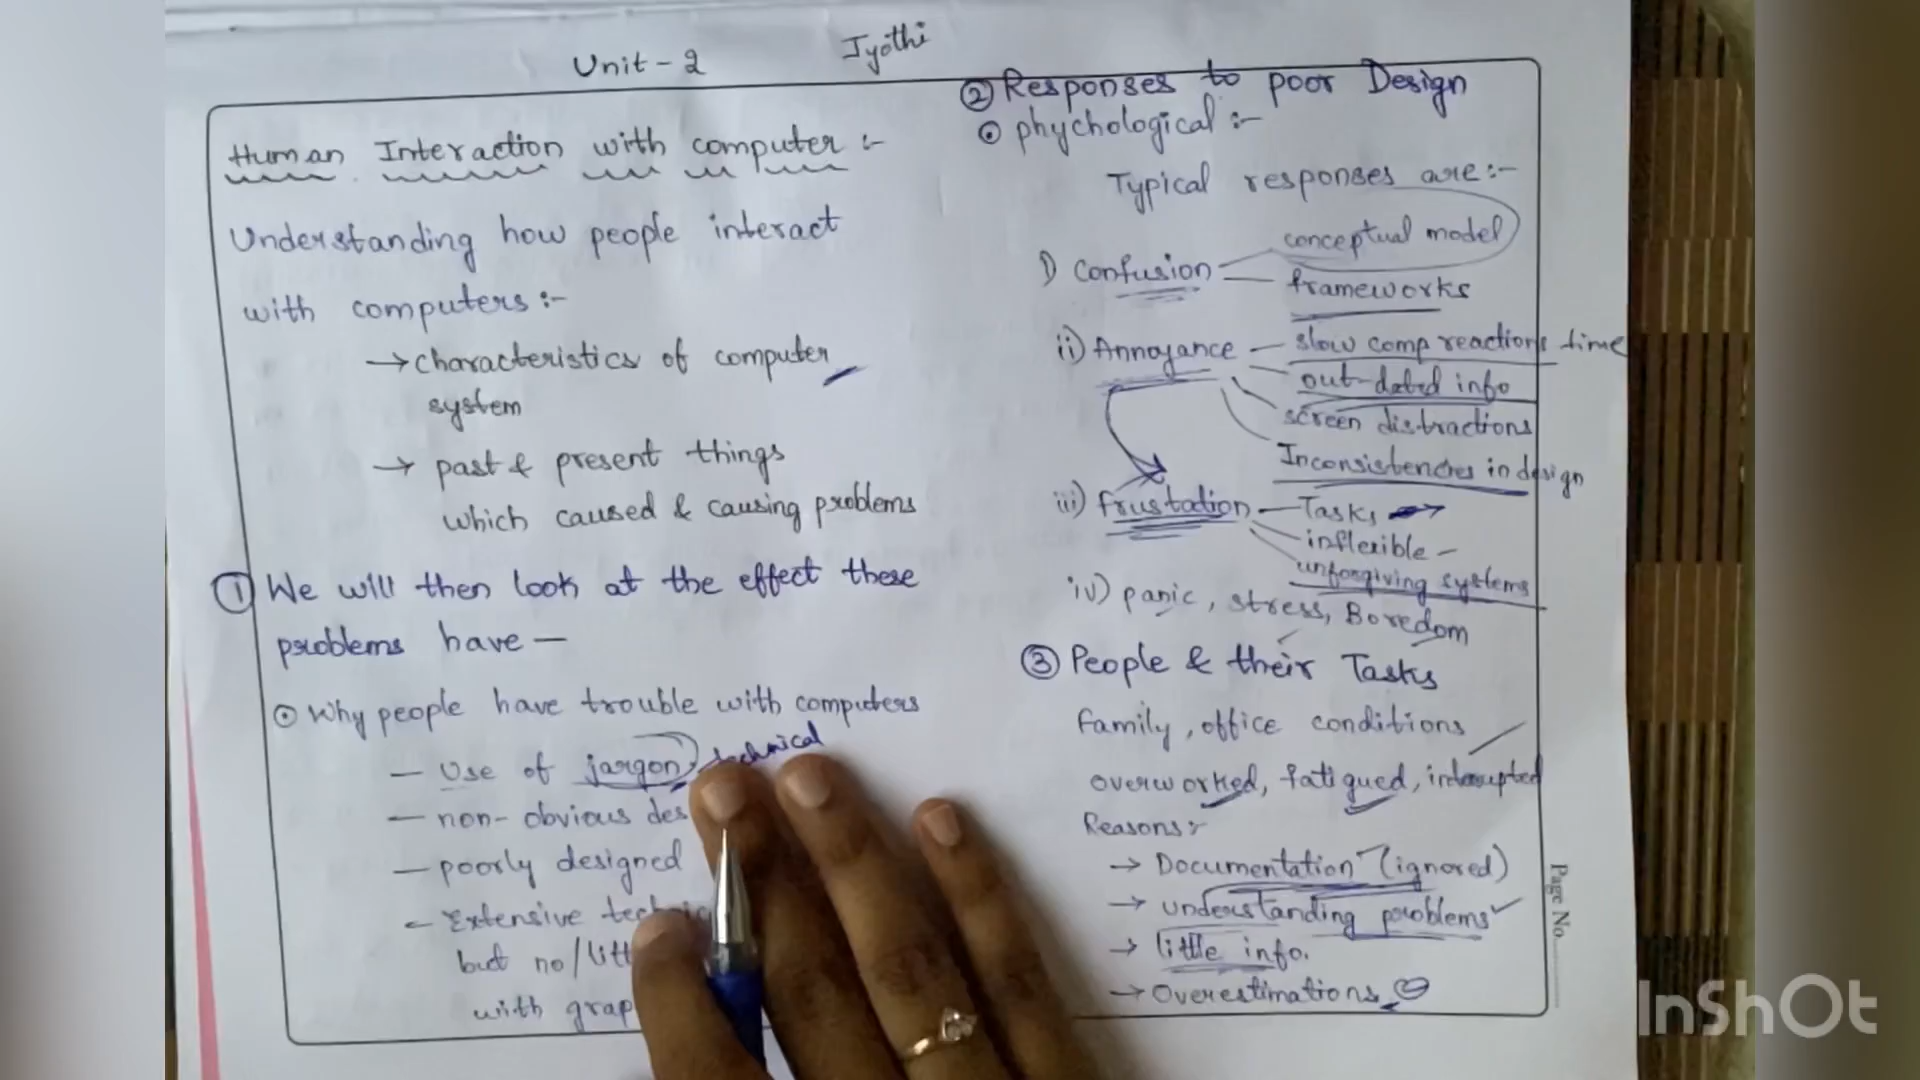 Unit - 2
Jyothi
Human Interaction with computer :-
Understanding how people interact
with computers :-
→ characteristics of computer
system
→ past & present things
which caused & causing problems
① We will then look at the effect these
problems have —
⊙ Why people have trouble with computers
— Use of jargon technical
— non-obvious
— poorly designed
— Extensive
but no/
with
② Responses to poor Design
⊙ phychological :-
Typical responses are :-
i) Confusion — conceptual model
— frameworks
ii) Annoyance — slow comp reactions time
out-dated info
screen distractions
Inconsistencies in design
iii) frustation — Tasks →
inflexible —
unforgiving systems
iv) panic, stress, Boredom
③ People & their Tasks
family, office conditions
overworked, fatigued, interrupted
Reasons :-
→ Documentation (ignored)
→ understanding problems ✓
→ little info.
→ Overestimations
Page No.
InShOt